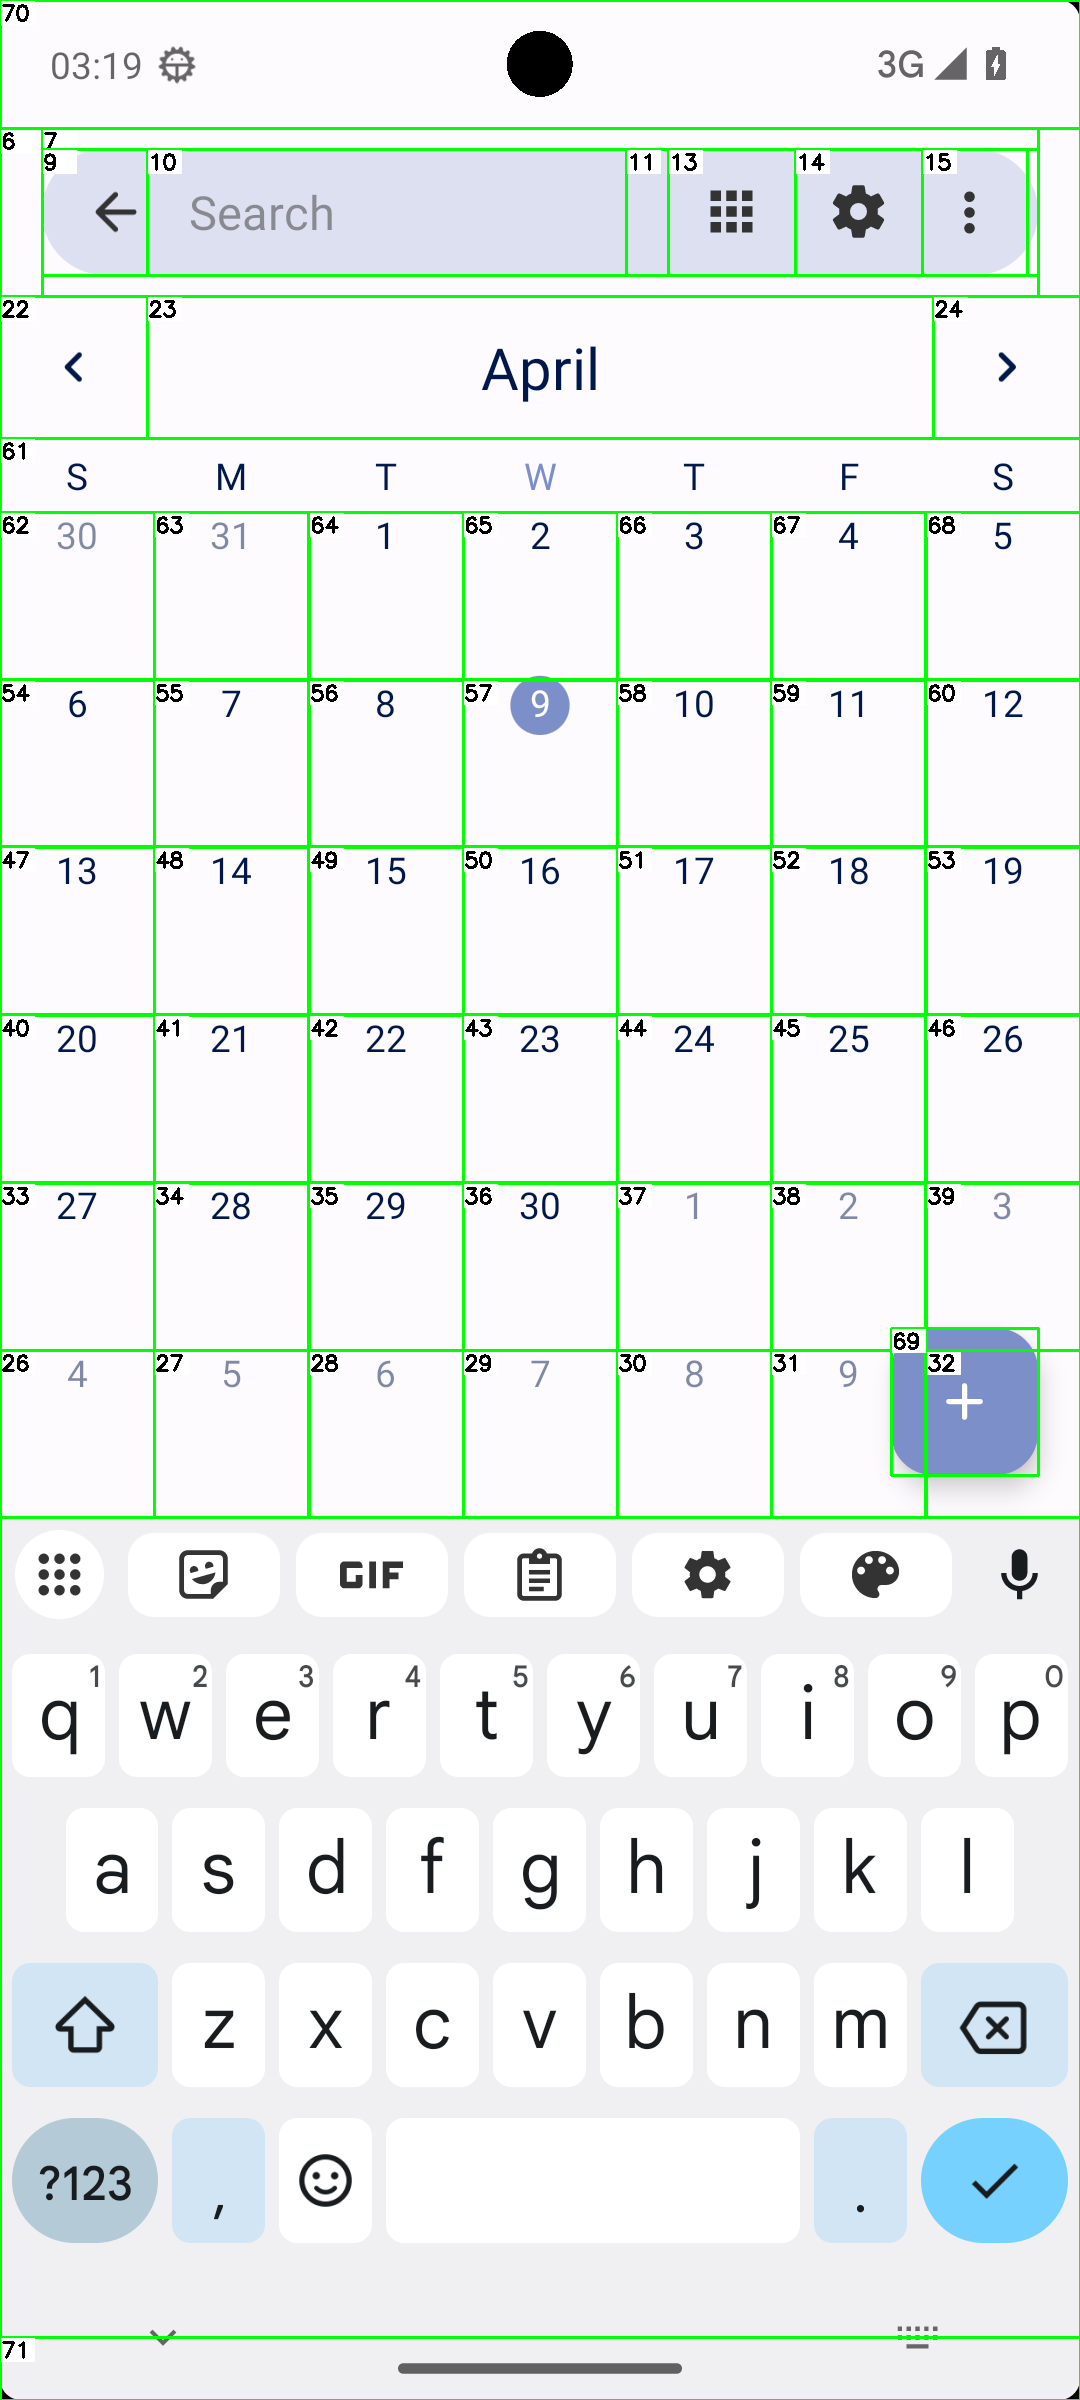 70
03:19 3G
6 7
9 10 Search 11 13 14 15
22 23 April 24
61 S M T W T F S
62 30 63 31 64 1 65 2 66 3 67 4 68 5
54 6 55 7 56 8 57 9 58 10 59 11 60 12
47 13 48 14 49 15 50 16 51 17 52 18 53 19
40 20 41 21 42 22 43 23 44 24 45 25 46 26
33 27 34 28 35 29 36 30 37 1 38 2 39 3
69
26 4 27 5 28 6 29 7 30 8 31 9 32 +
GIF
q 1 w 2 e 3 r 4 t 5 y 6 u 7 i 8 o 9 p 0
a s d f g h j k l
z x c v b n m
?123 , .
71